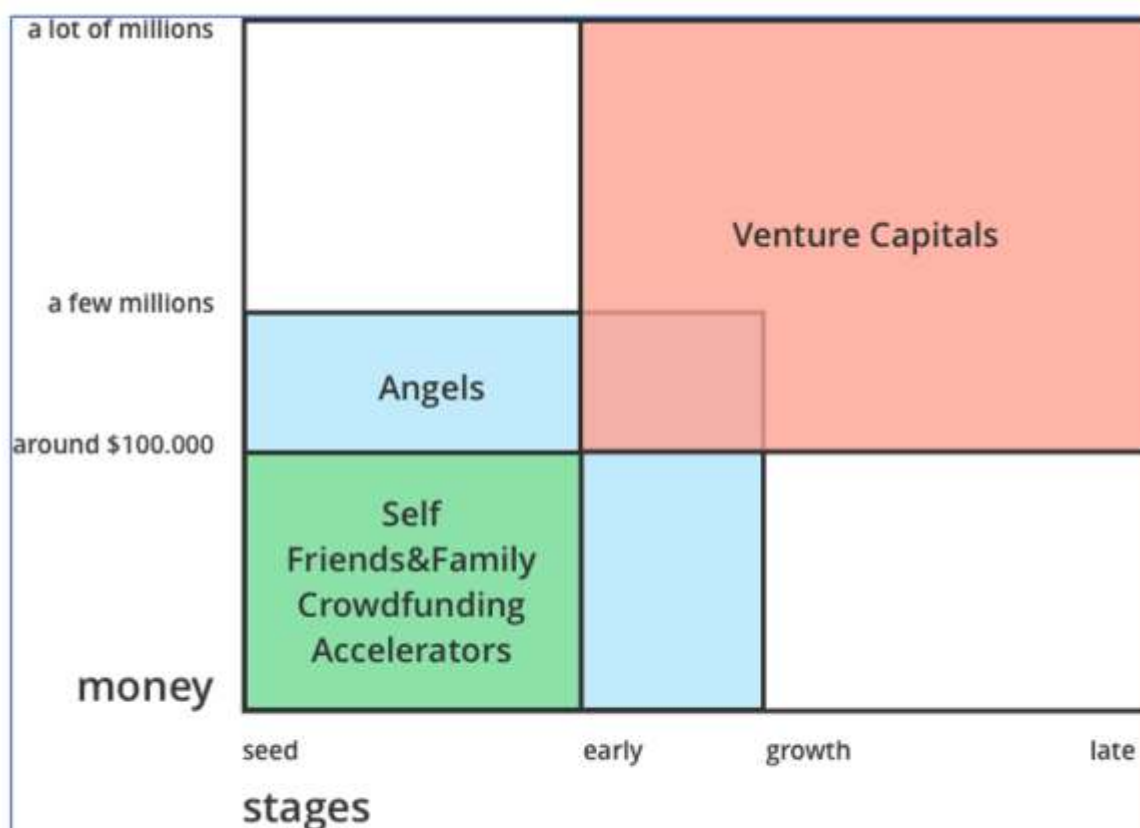 a lot of millions
Venture Capitals
a few millions
Angels
around $100.000
Self
Friends&Family
Crowdfunding
Accelerators
money
seed early growth late
stages